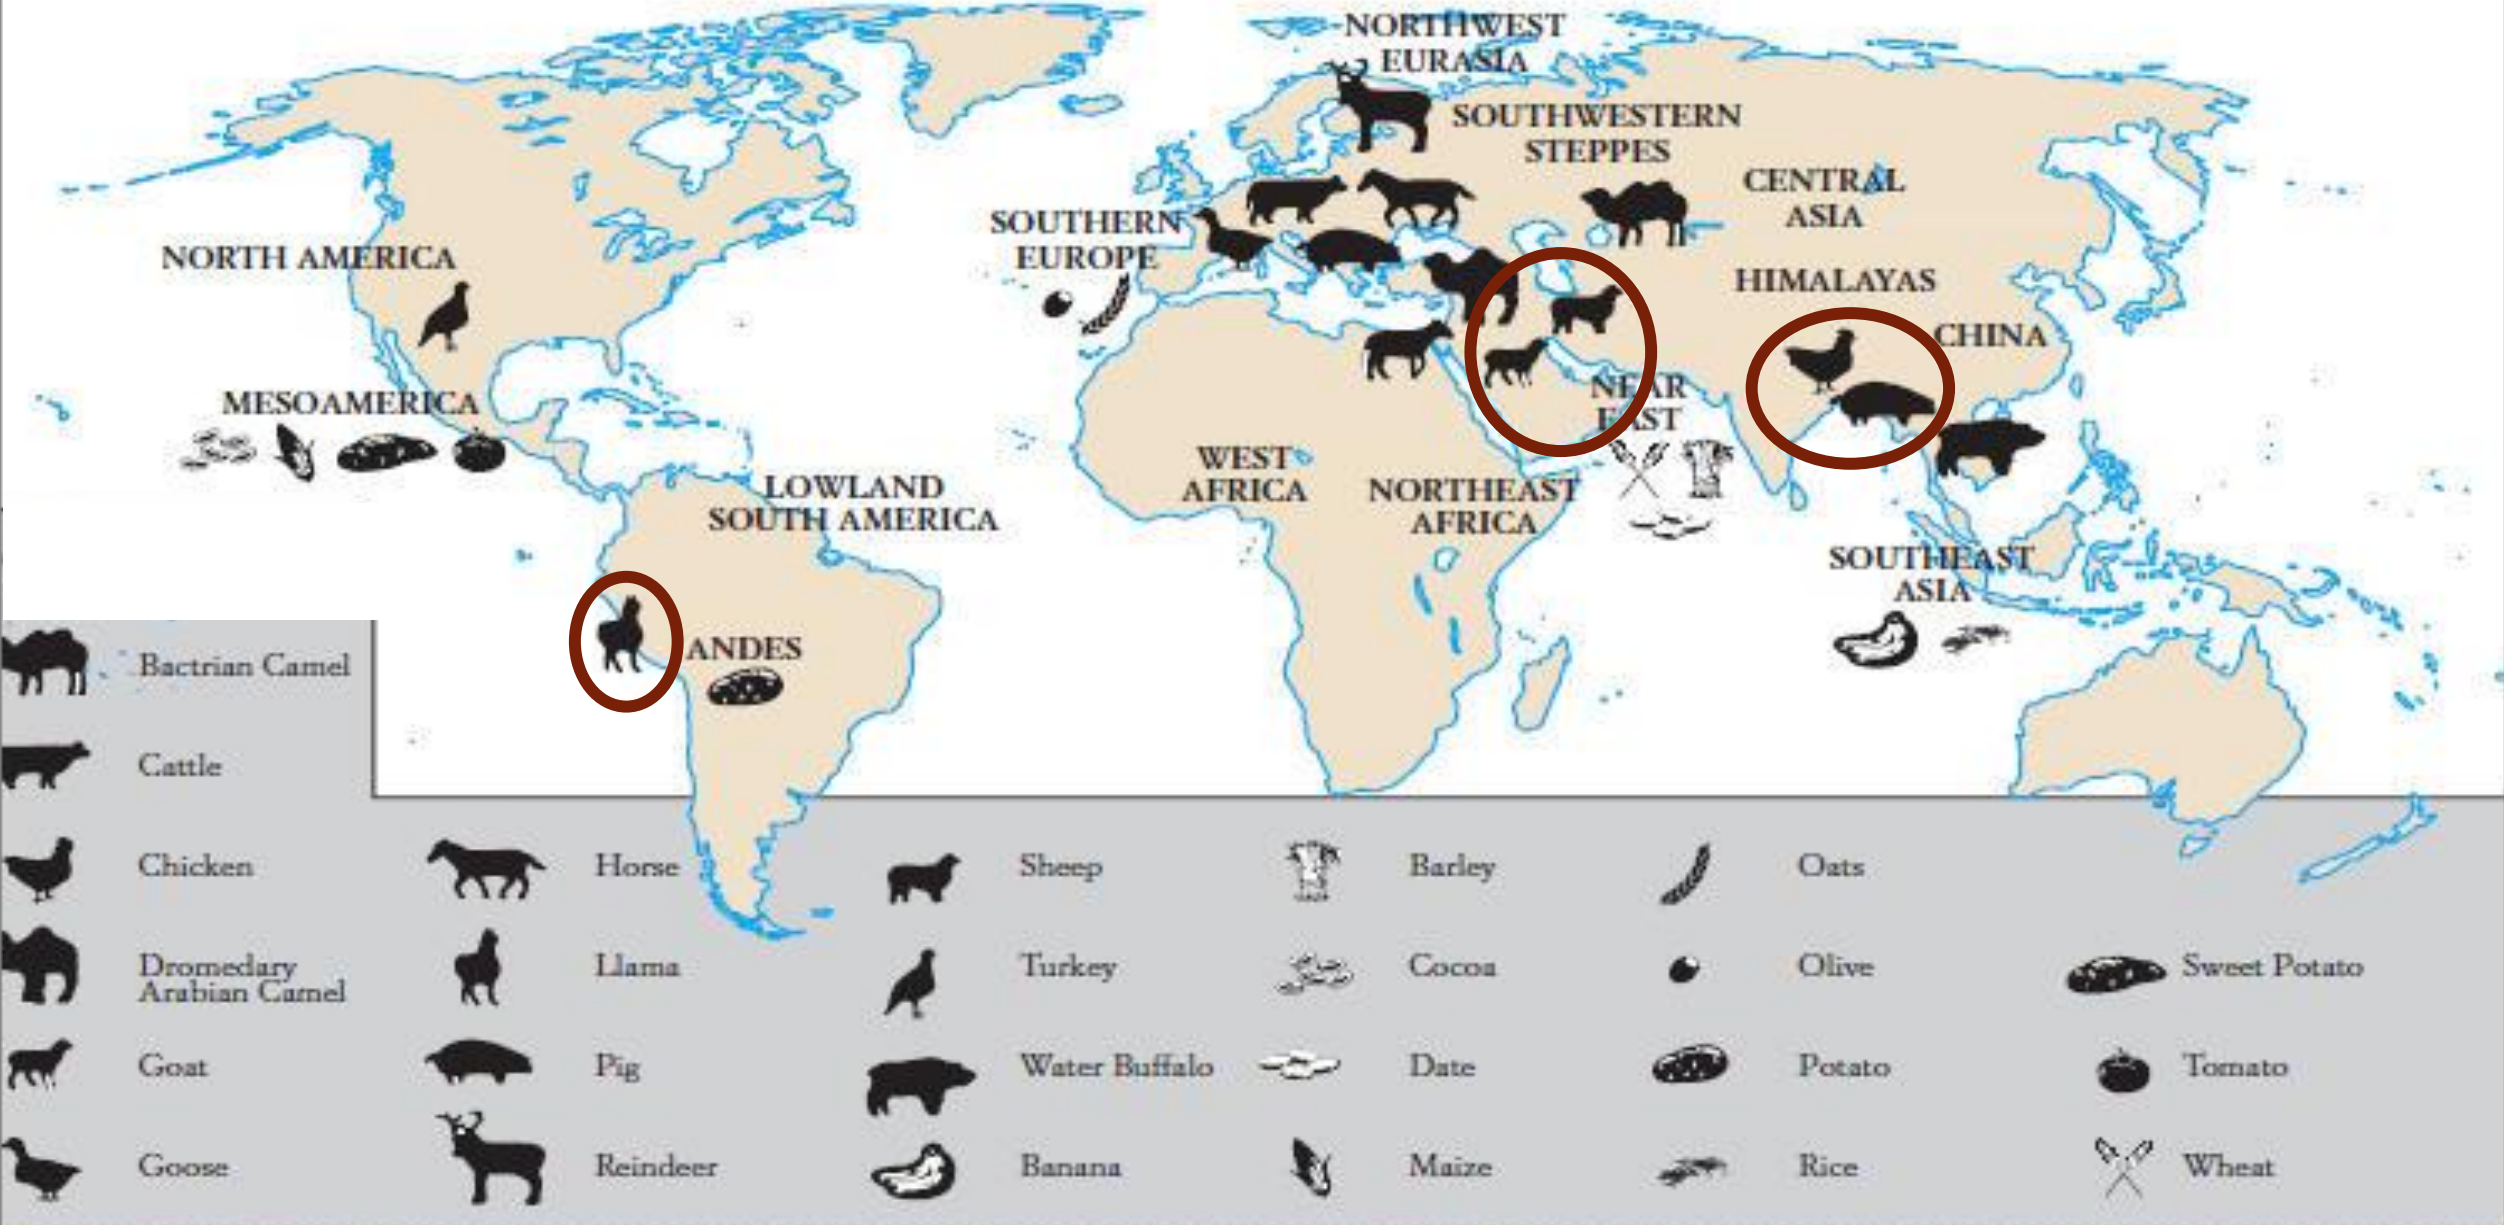 NORTHWEST
EURASIA
SOUTHWESTERN
STEPPES
CENTRAL
ASIA
SOUTHERN
EUROPE
NORTH AMERICA
HIMALAYAS
CHINA
MESOAMERICA
NEAR
EAST
WEST
AFRICA
NORTHEAST
AFRICA
LOWLAND
SOUTH AMERICA
SOUTHEAST
ASIA
ANDES
Bactrian Camel
Cattle
Chicken
Dromedary
Arabian Camel
Goat
Goose
Horse
Llama
Pig
Reindeer
Sheep
Turkey
Water Buffalo
Banana
Barley
Cocoa
Date
Maize
Oats
Olive
Potato
Rice
Sweet Potato
Tomato
Wheat